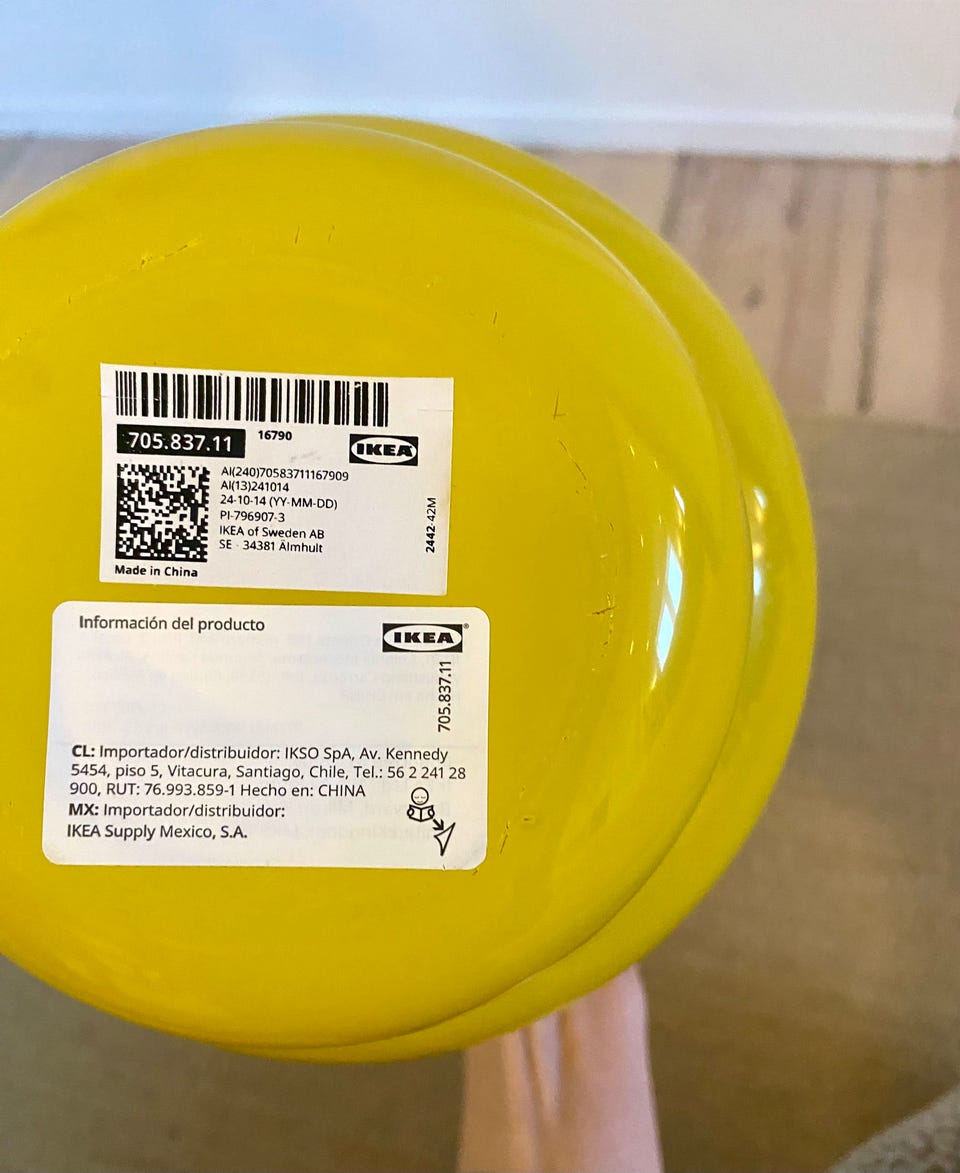 705.837.11
16790
IKEA
AI(240)70583711167909
AI(13)241014
24-10-14 (YY-MM-DD)
PI-796907-3
IKEA of Sweden AB
SE - 34381 Älmhult
Made in China
2442-42M
Información del producto
IKEA®
705.837.11
CL: Importador/distribuidor: IKSO SpA, Av. Kennedy
5454, piso 5, Vitacura, Santiago, Chile, Tel.: 56 2 241 28
900, RUT: 76.993.859-1 Hecho en: CHINA
MX: Importador/distribuidor:
IKEA Supply Mexico, S.A.